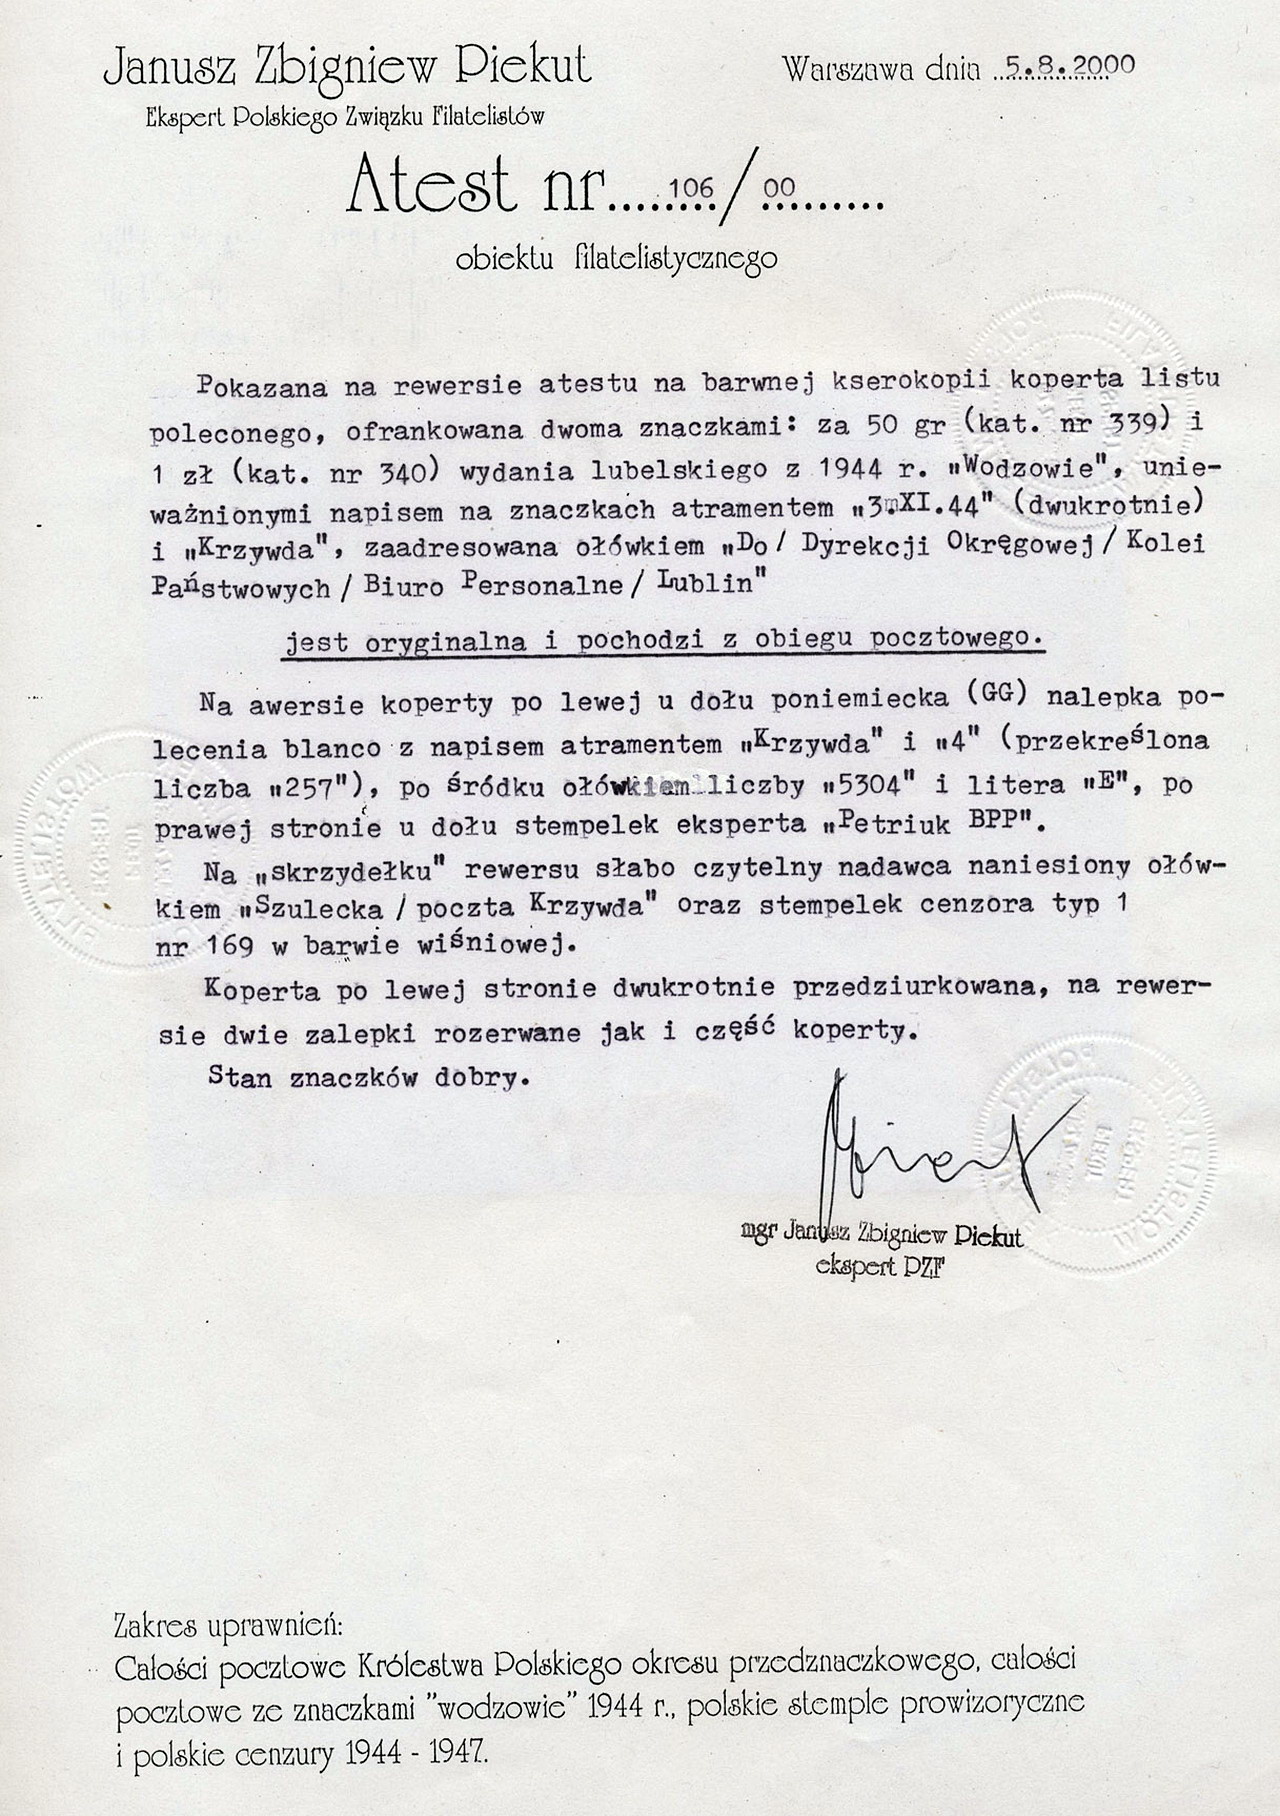 Janusz Zbigniew Piekut
Warszawa dnia ..5.8.2000
Ekspert Polskiego Związku Filatelistów
Atest nr........106/00.........
obiektu filatelistycznego
Pokazana na rewersie atestu na barwnej kserokopii koperta listu
poleconego, ofrankowana dwoma znaczkami: za 50 gr (kat. nr 339) i
1 zł (kat. nr 340) wydania lubelskiego z 1944 r. „Wodzowie", unie-
ważnionymi napisem na znaczkach atramentem „3.XI.44" (dwukrotnie)
i „Krzywda", zaadresowana ołówkiem „Do/ Dyrekcji Okręgowej/ Kolei
Państwowych/ Biuro Personalne/ Lublin"
jest oryginalna i pochodzi z obiegu pocztowego.
Na awersie koperty po lewej u dołu poniemiecka (GG) nalepka po-
lecenia blanco z napisem atramentem „Krzywda" i „4" (przekreślona
liczba „257"), po środku ołówkiem liczby „5304" i litera „E", po
prawej stronie u dołu stempelek eksperta „Petriuk BPP".
Na „skrzydełku" rewersu słabo czytelny nadawca naniesiony ołów-
kiem „Szulecka / poczta Krzywda" oraz stempelek cenzora typ 1
nr 169 w barwie wiśniowej.
Koperta po lewej stronie dwukrotnie przedziurkowana, na rewer-
sie dwie zalepki rozerwane jak i część koperty.
Stan znaczków dobry.
mgr Janusz Zbigniew Piekut
ekspert PZF
Zakres uprawnień:
Całości pocztowe Królestwa Polskiego okresu przedznaczkowego, całości
pocztowe ze znaczkami "wodzowie" 1944 r., polskie stemple prowizoryczne
i polskie cenzury 1944 - 1947.